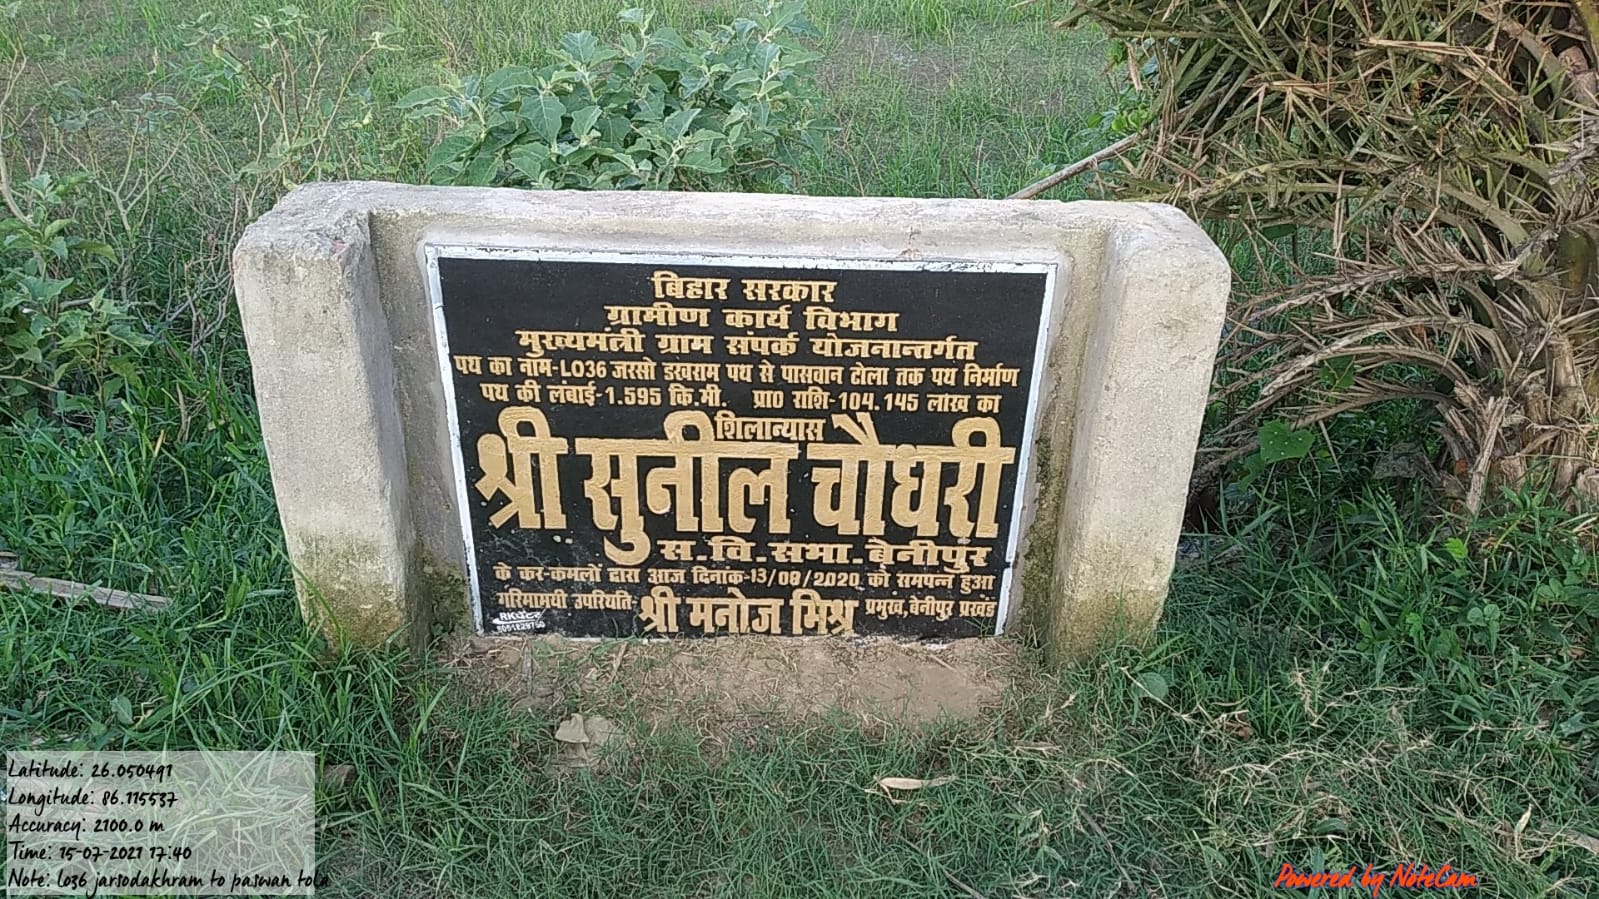 बिहार सरकार
ग्रामीण कार्य विभाग
मुख्यमंत्री ग्राम संपर्क योजनान्तर्गत
पथ का नाम-L036 जरसो डखराम पथ से पासवान टोला तक पथ निर्माण
पथ की लंबाई-1.595 कि.मी. प्रा0 राशि-104.145 लाख का
शिलान्यास
श्री सुनील चौधरी
स.वि.सभा.बेनीपुर
के कर-कमलों द्वारा आज दिनांक-13/08/2020 को सम्पन्न हुआ
गरिमामयी उपस्थिति-श्री मनोज मिश्र प्रमुख,बेनीपुर प्रखंड
Latitude: 26.050491
Longitude: 86.115537
Accuracy: 2100.0 m
Time: 15-07-2021 17:40
Note: lo36 jarsodakhram to paswan tola
Powered by NoteCam